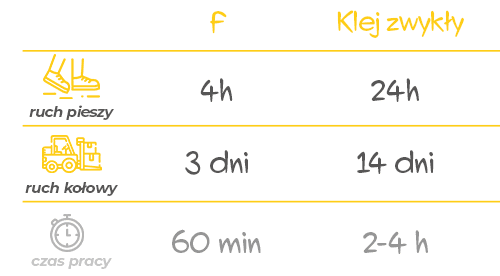 F Klej zwykły
4h 24h
ruch pieszy
3 dni 14 dni
ruch kołowy
60 min 2-4 h
czas pracy